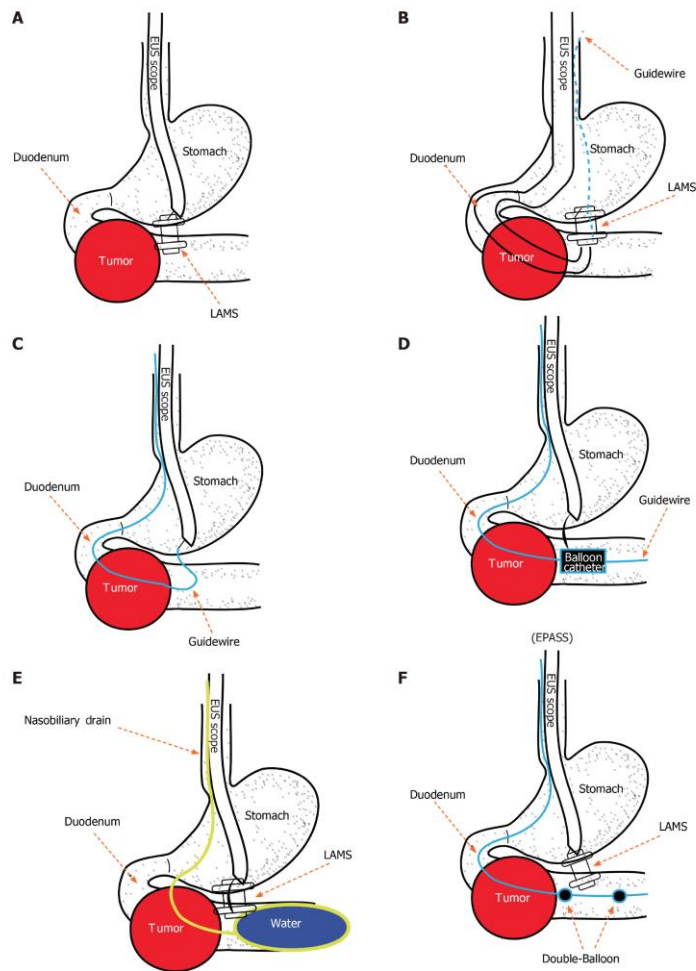 A
EUS scope
Stomach
Duodenum
Tumor
LAMS
B
EUS scope
Guidewire
Stomach
Duodenum
LAMS
Tumor
C
EUS scope
Stomach
Duodenum
Tumor
Guidewire
D
EUS scope
Stomach
Duodenum
Guidewire
Balloon
catheter
Tumor
E
Nasobiliary drain
EUS scope
Stomach
Duodenum
LAMS
Tumor
Water
(EPASS)
F
EUS scope
Stomach
Duodenum
LAMS
Tumor
Double-Balloon